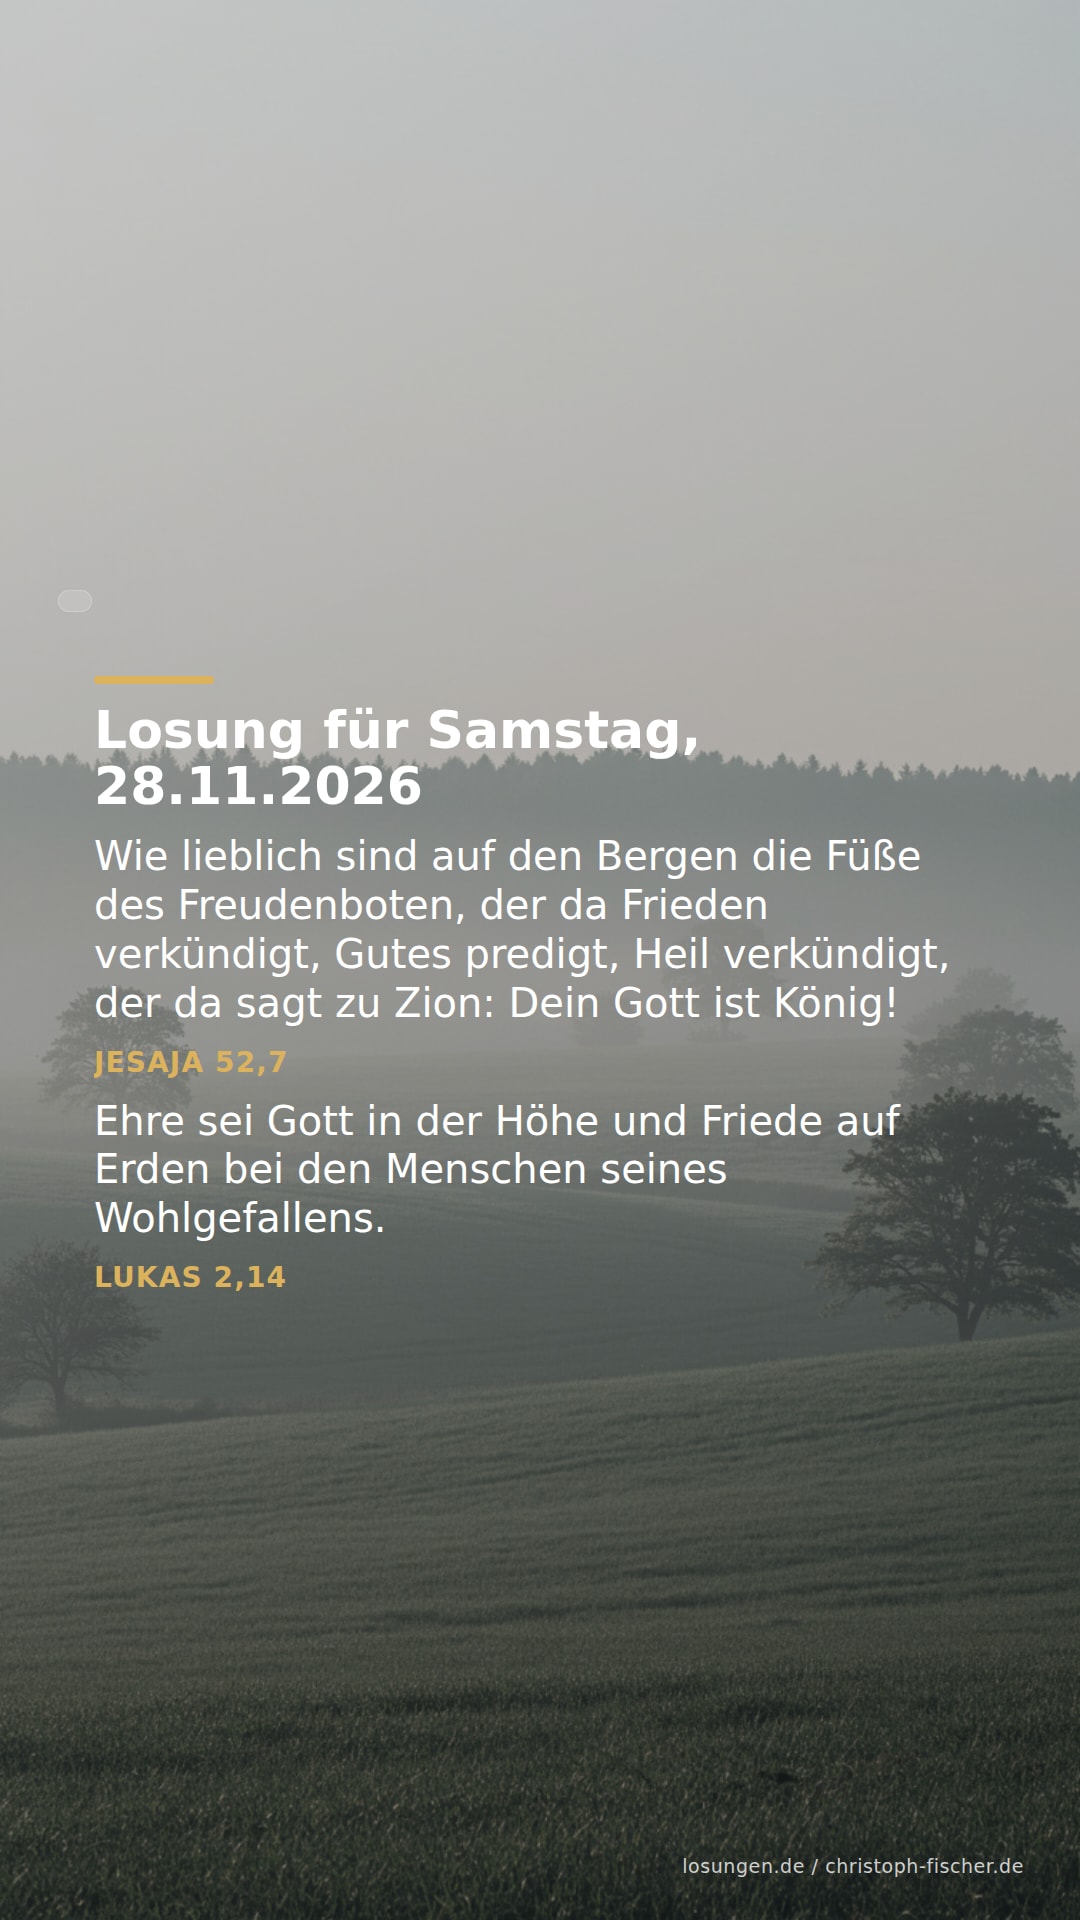 Losung für Samstag,
28.11.2026
Wie lieblich sind auf den Bergen die Füße
des Freudenboten, der da Frieden
verkündigt, Gutes predigt, Heil verkündigt,
der da sagt zu Zion: Dein Gott ist König!
JESAJA 52,7
Ehre sei Gott in der Höhe und Friede auf
Erden bei den Menschen seines
Wohlgefallens.
LUKAS 2,14
losungen.de / christoph-fischer.de